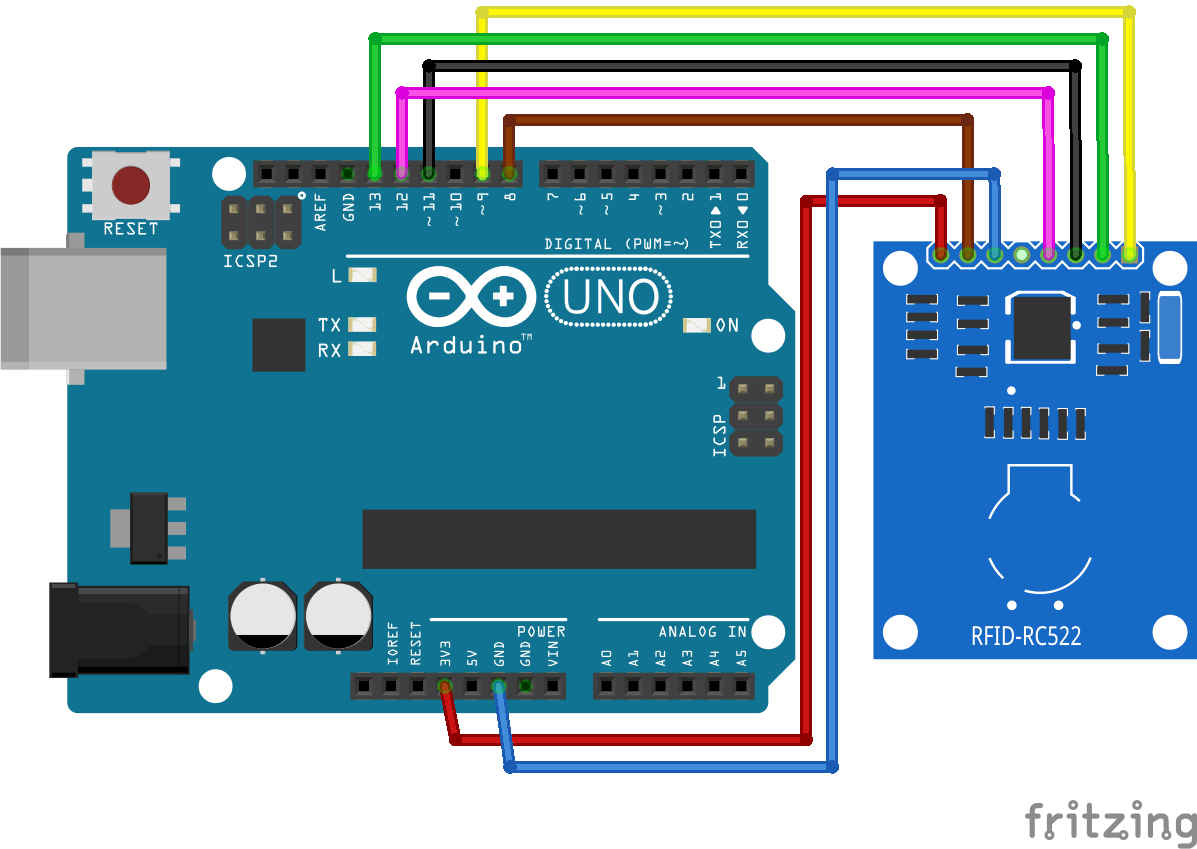 RESET
ICSP2
AREF
GND
13
12
~11
~10
~9
8
7
~6
~5
4
~3
2
TX0▶1
RX0◀0
DIGITAL (PWM=~)
L
TX
RX
Arduino™
UNO
ON
1
ICSP
IOREF
RESET
3V3
5V
GND
GND
VIN
POWER
ANALOG IN
A0
A1
A2
A3
A4
A5
RFID-RC522
fritzing